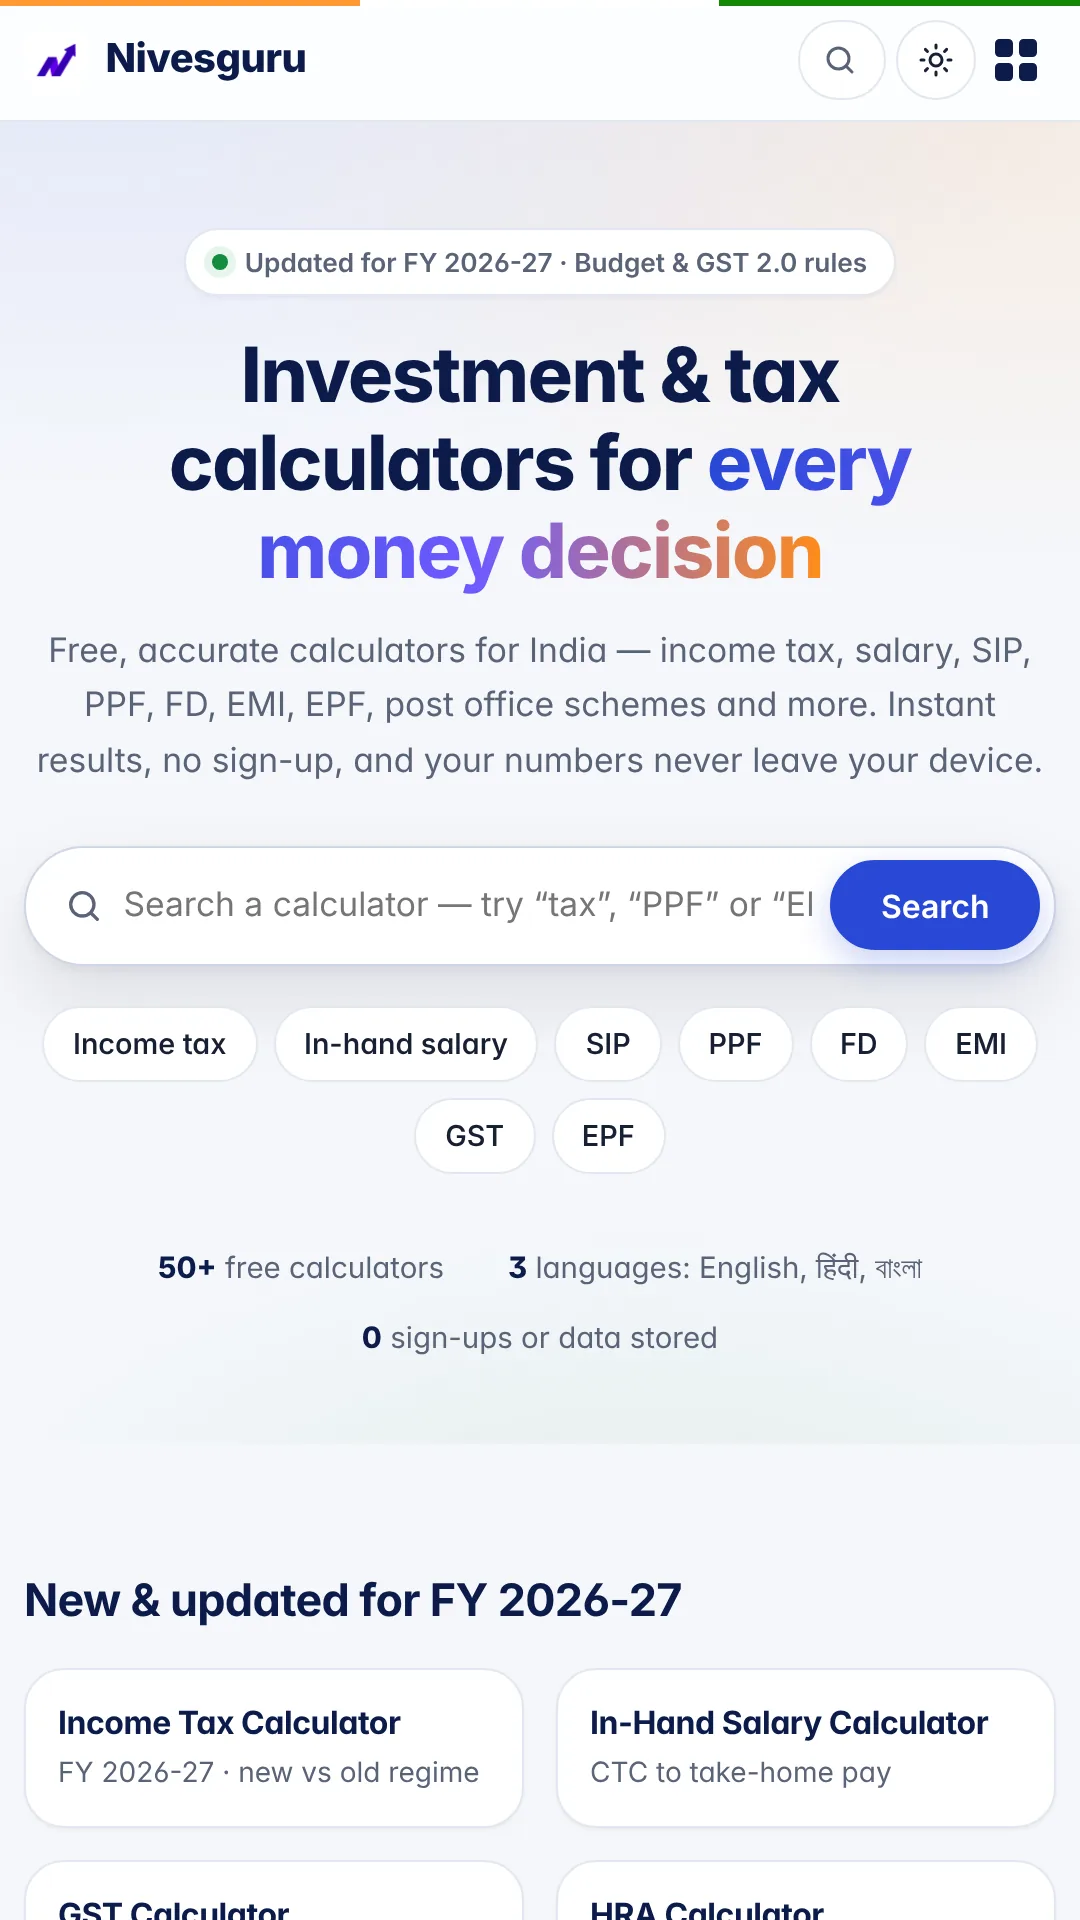 Nivesguru
Updated for FY 2026-27 · Budget & GST 2.0 rules
Investment & tax
calculators for every
money decision
Free, accurate calculators for India — income tax, salary, SIP,
PPF, FD, EMI, EPF, post office schemes and more. Instant
results, no sign-up, and your numbers never leave your device.
Search a calculator — try “tax”, “PPF” or “EI
Search
Income tax
In-hand salary
SIP
PPF
FD
EMI
GST
EPF
50+ free calculators
3 languages: English, हिंदी, বাংলা
0 sign-ups or data stored
New & updated for FY 2026-27
Income Tax Calculator
FY 2026-27 · new vs old regime
In-Hand Salary Calculator
CTC to take-home pay
GST Calculator
HRA Calculator